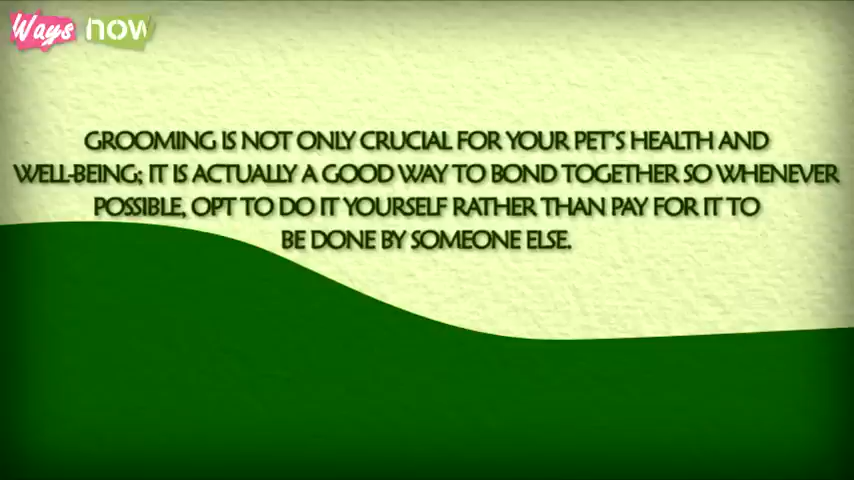 Ways now
GROOMING IS NOT ONLY CRUCIAL FOR YOUR PET'S HEALTH AND
WELL-BEING; IT IS ACTUALLY A GOOD WAY TO BOND TOGETHER SO WHENEVER
POSSIBLE, OPT TO DO IT YOURSELF RATHER THAN PAY FOR IT TO
BE DONE BY SOMEONE ELSE.